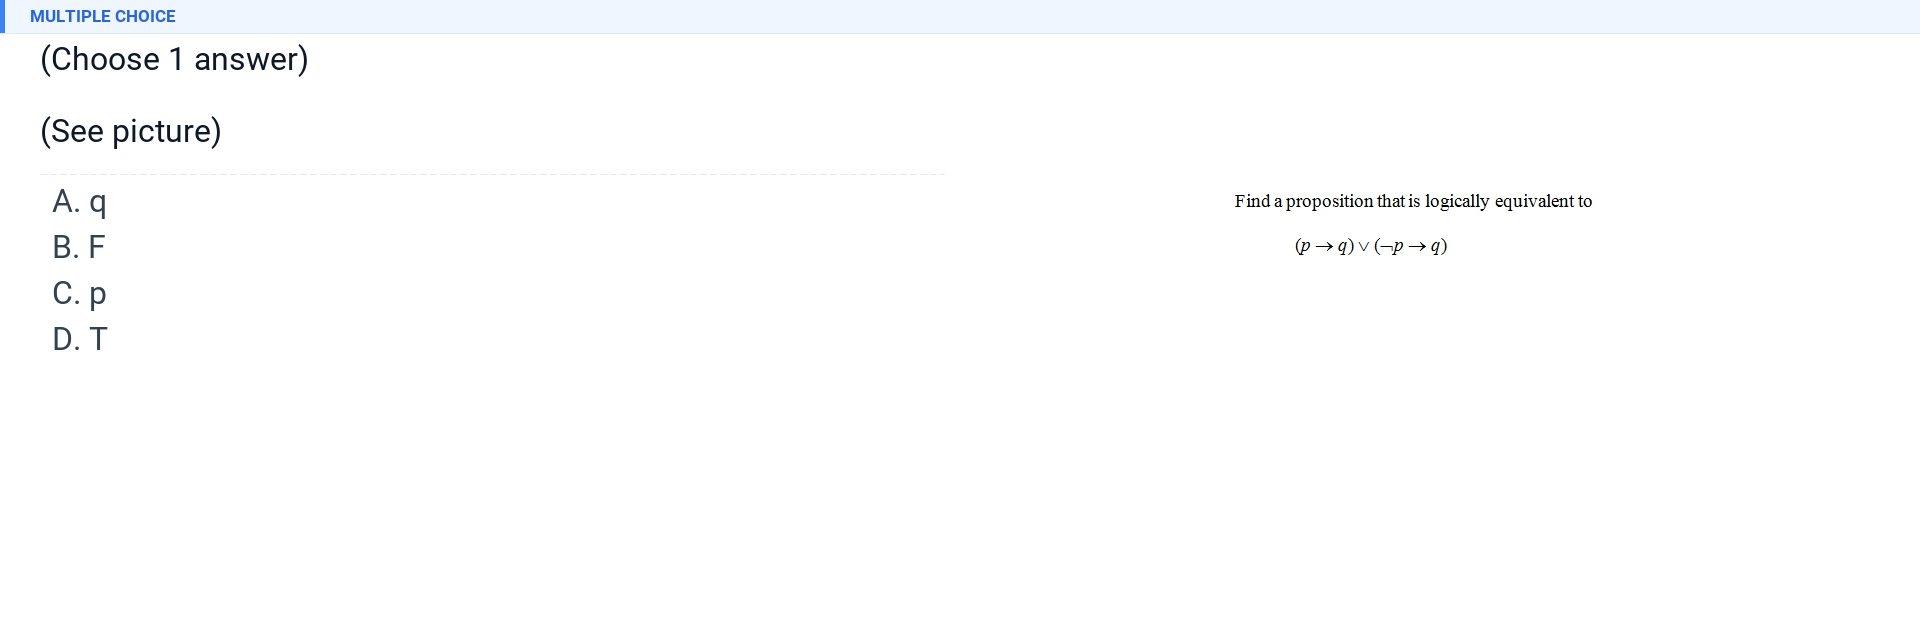 MULTIPLE CHOICE
(Choose 1 answer)
(See picture)
A. q
B. F
C. p
D. T
Find a proposition that is logically equivalent to
(p → q) ∨ (¬p → q)